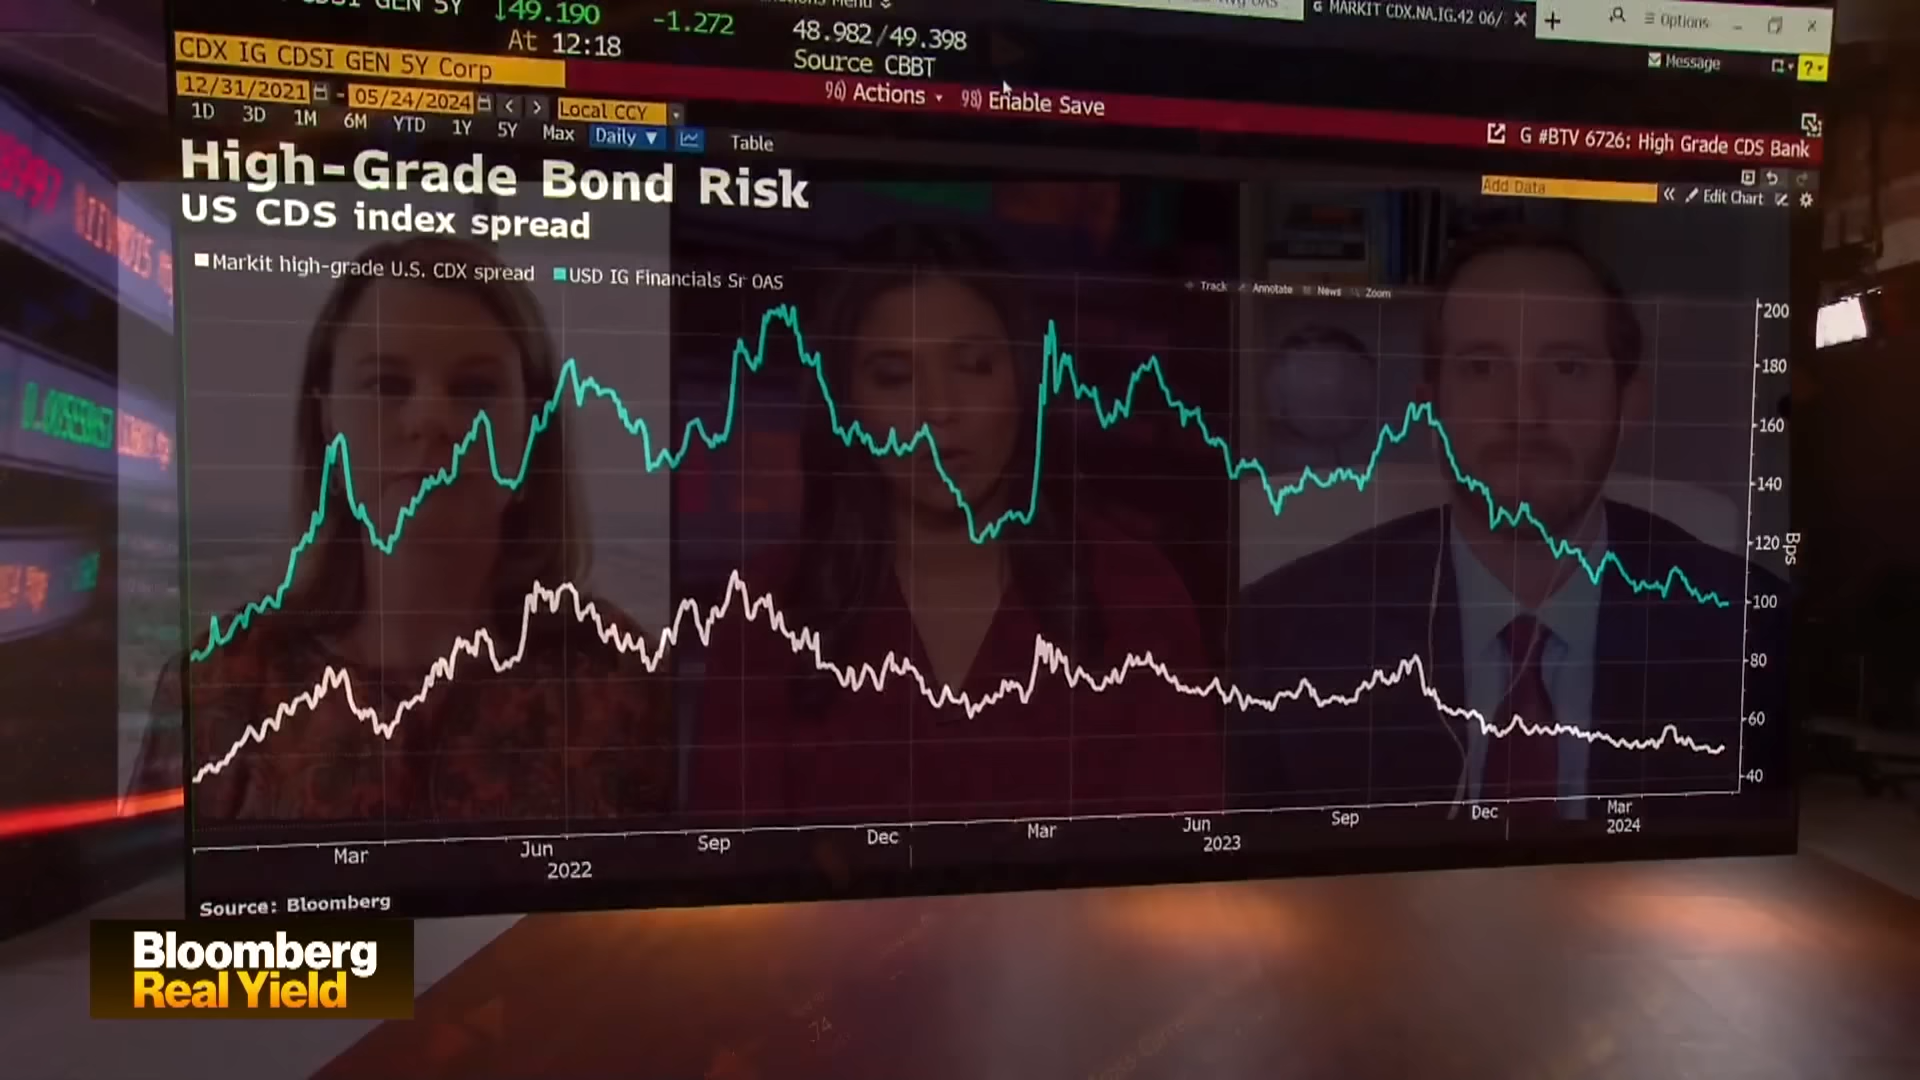 CDSI GEN 5Y
↓49.190
-1.272
At 12:18
48.982/49.398
Source CBBT
G MARKIT CDX.NA.IG.42 06/
Options
Message
CDX IG CDSI GEN 5Y Corp
12/31/2021 - 05/24/2024
Local CCY
96) Actions
98) Enable Save
1D 3D 1M 6M YTD 1Y 5Y Max Daily ▼ Table
G #BTV 6726: High Grade CDS Bank
Add Data
« Edit Chart
High-Grade Bond Risk
US CDS index spread
Markit high-grade U.S. CDX spread
USD IG Financials Sr OAS
Track Annotate News Zoom
200
180
160
140
120
100
80
60
40
Bps
Mar Jun Sep Dec Mar Jun Sep Dec Mar
2022 2023 2024
Source: Bloomberg
Bloomberg
Real Yield